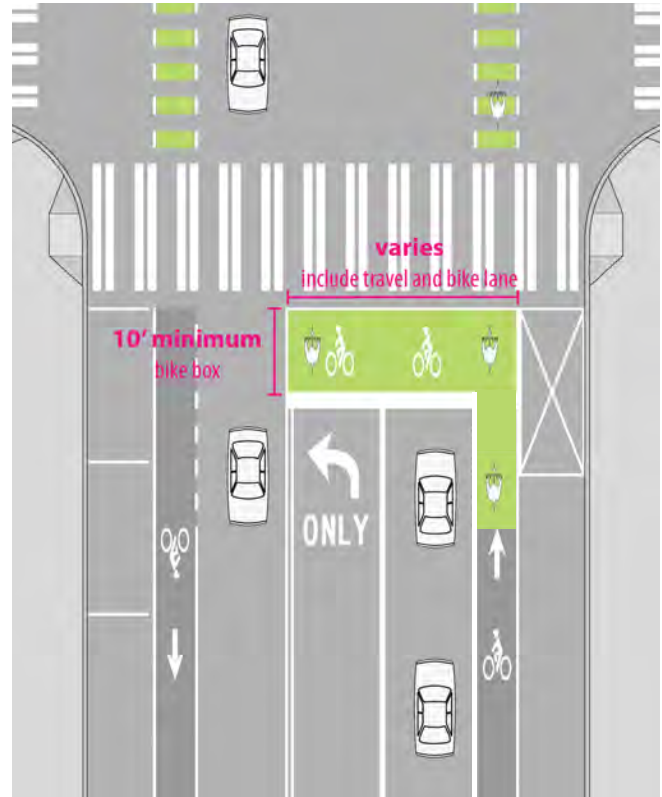 varies
include travel and bike lane
10' minimum
bike box
ONLY